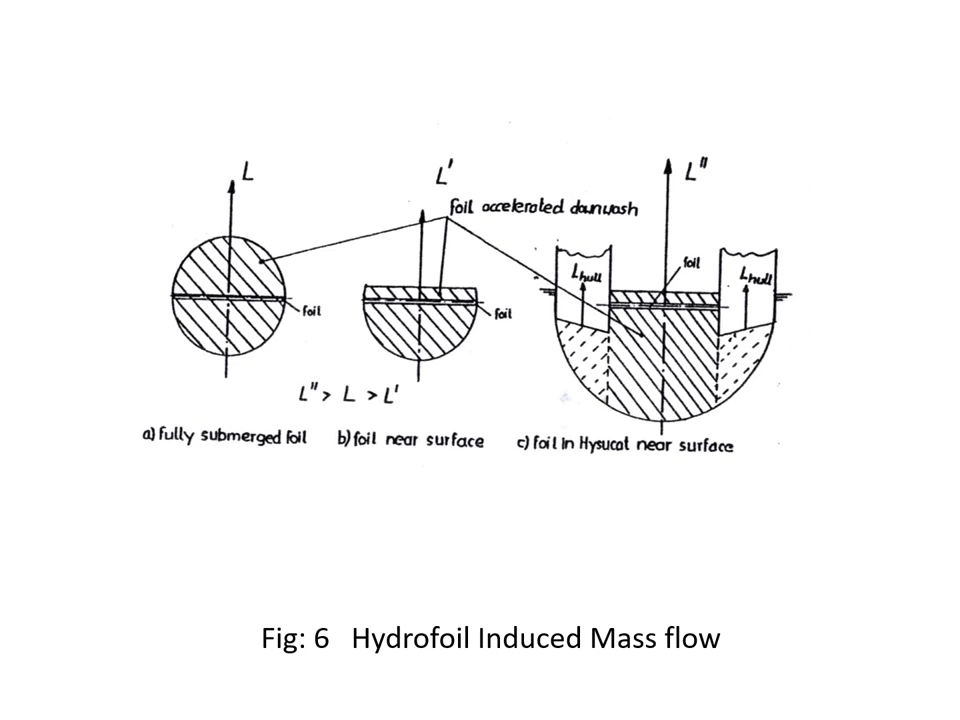 L
L'
L"
foil accelerated downwash
foil
foil
foil
Lhull
Lhull
L" > L > L'
a) fully submerged foil
b) foil near surface
c) foil in Hysucat near surface
Fig: 6 Hydrofoil Induced Mass flow